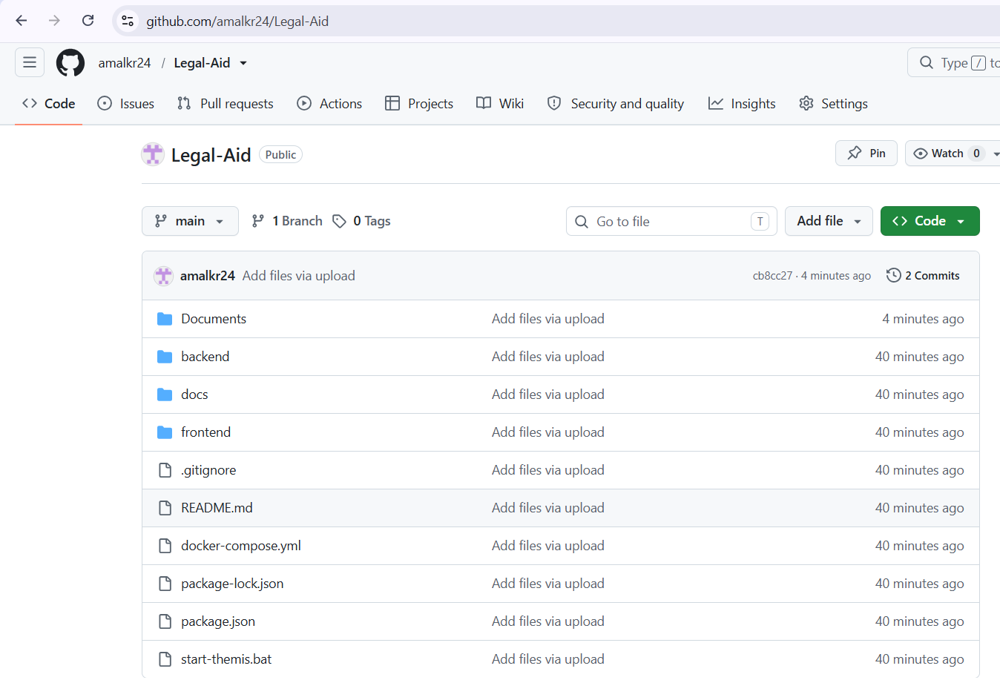 github.com/amalkr24/Legal-Aid
amalkr24 / Legal-Aid
Type / to
Code Issues Pull requests Actions Projects Wiki Security and quality Insights Settings
Legal-Aid Public Pin Watch 0
main 1 Branch 0 Tags Go to file T Add file Code
amalkr24 Add files via upload cb8cc27 · 4 minutes ago 2 Commits
Documents Add files via upload 4 minutes ago
backend Add files via upload 40 minutes ago
docs Add files via upload 40 minutes ago
frontend Add files via upload 40 minutes ago
.gitignore Add files via upload 40 minutes ago
README.md Add files via upload 40 minutes ago
docker-compose.yml Add files via upload 40 minutes ago
package-lock.json Add files via upload 40 minutes ago
package.json Add files via upload 40 minutes ago
start-themis.bat Add files via upload 40 minutes ago